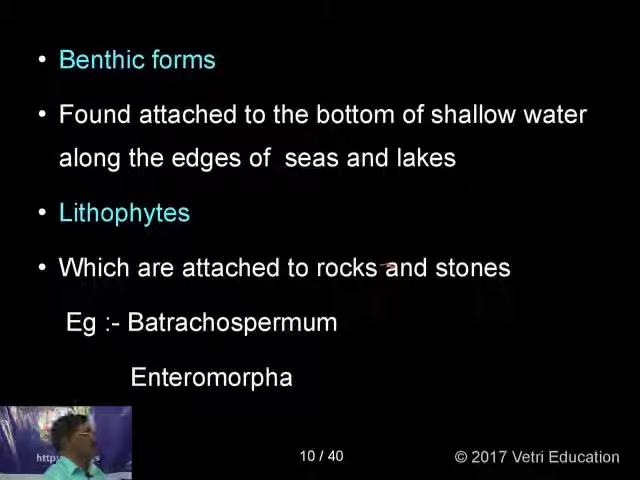 • Benthic forms
• Found attached to the bottom of shallow water
along the edges of seas and lakes
• Lithophytes
• Which are attached to rocks and stones
Eg :- Batrachospermum
Enteromorpha
10 / 40
© 2017 Vetri Education